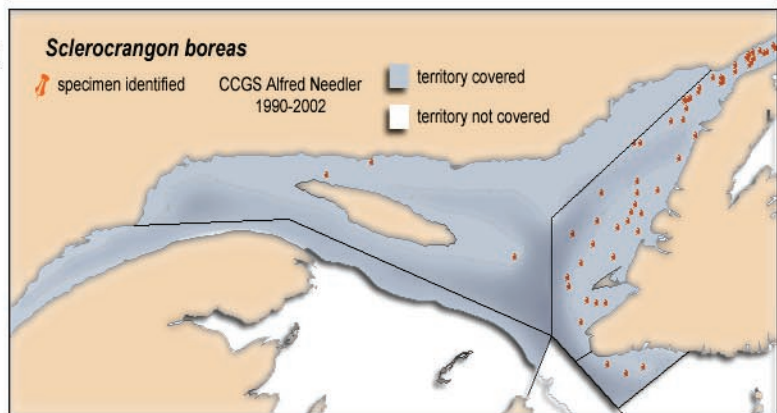 Sclerocrangon boreas
specimen identified
CCGS Alfred Needler
1990-2002
territory covered
territory not covered